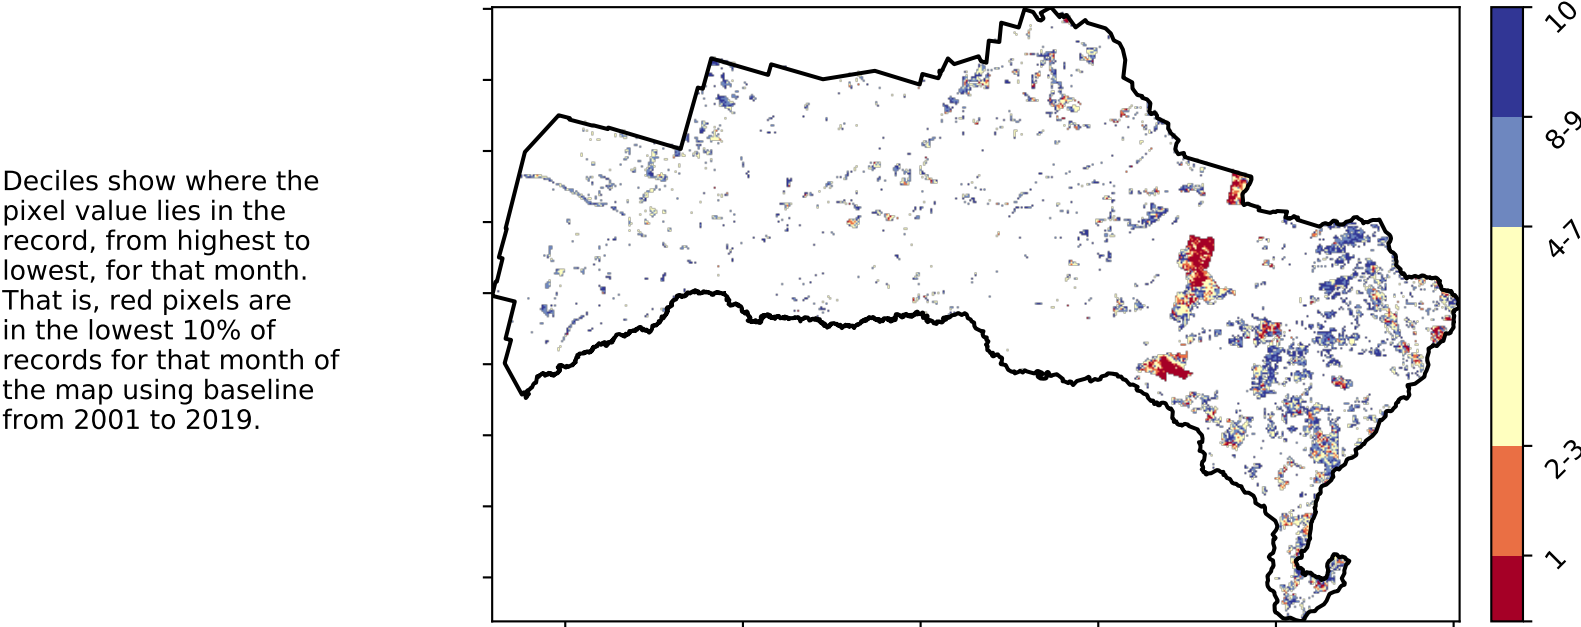 Deciles show where the
pixel value lies in the
record, from highest to
lowest, for that month.
That is, red pixels are
in the lowest 10% of
records for that month of
the map using baseline
from 2001 to 2019.
10
8-9
4-7
2-3
1